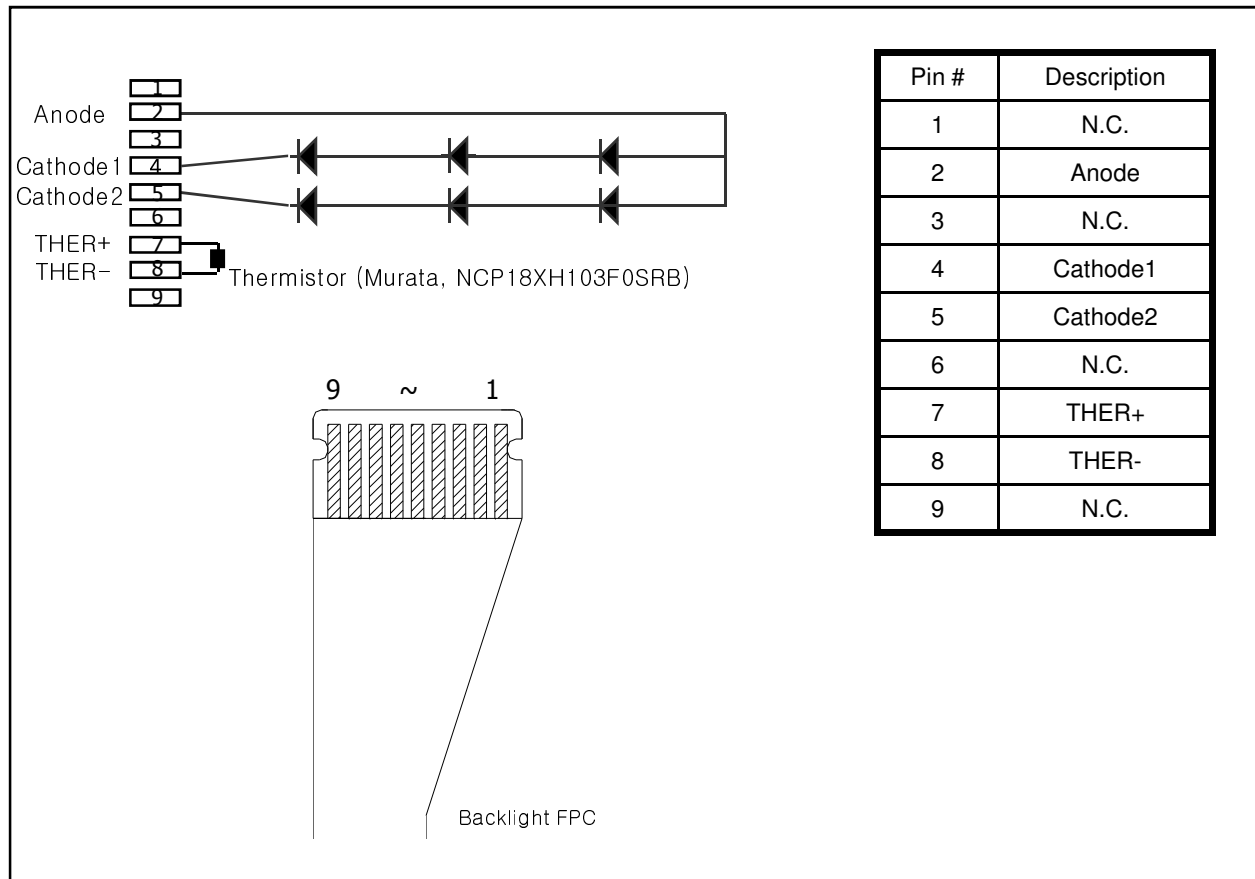 1
Anode 2
3
Cathode1 4
Cathode2 5
6
THER+ 7
THER- 8
Thermistor (Murata, NCP18XH103F0SRB)
9
9 ~ 1
Backlight FPC
Pin # Description
1 N.C.
2 Anode
3 N.C.
4 Cathode1
5 Cathode2
6 N.C.
7 THER+
8 THER-
9 N.C.